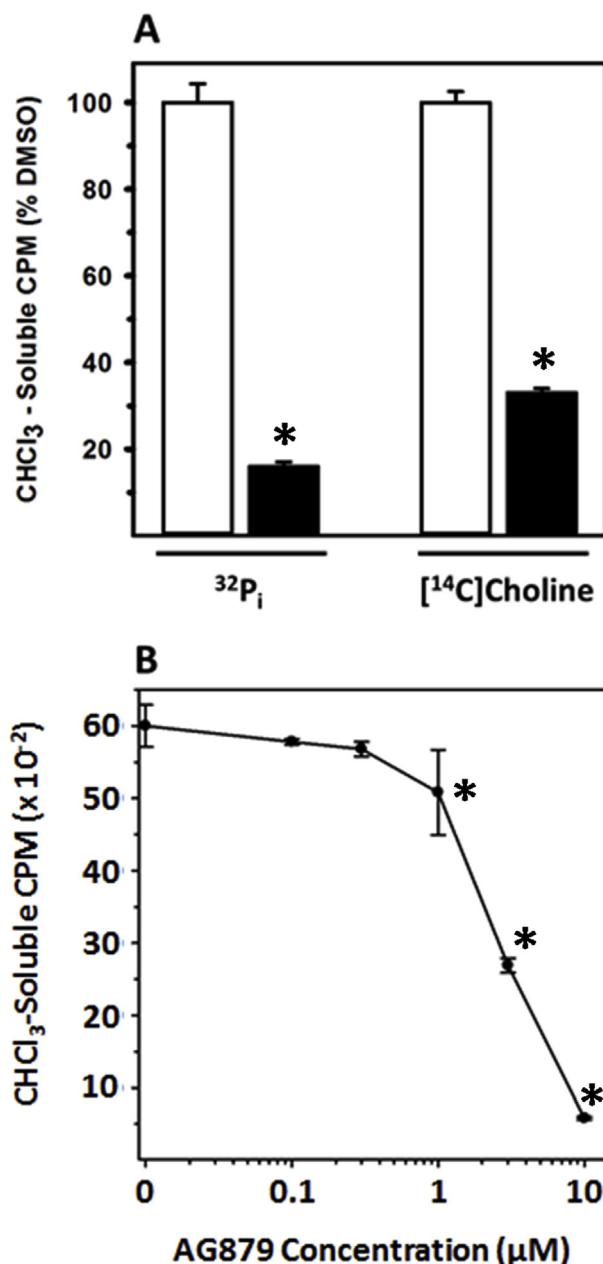 A
CHCl₃ - Soluble CPM (% DMSO)
100
80
60
40
20
*
*
³²Pᵢ
[¹⁴C]Choline
B
CHCl₃-Soluble CPM (x 10⁻²)
60
50
40
30
20
10
*
*
*
0
0.1
1
10
AG879 Concentration (µM)